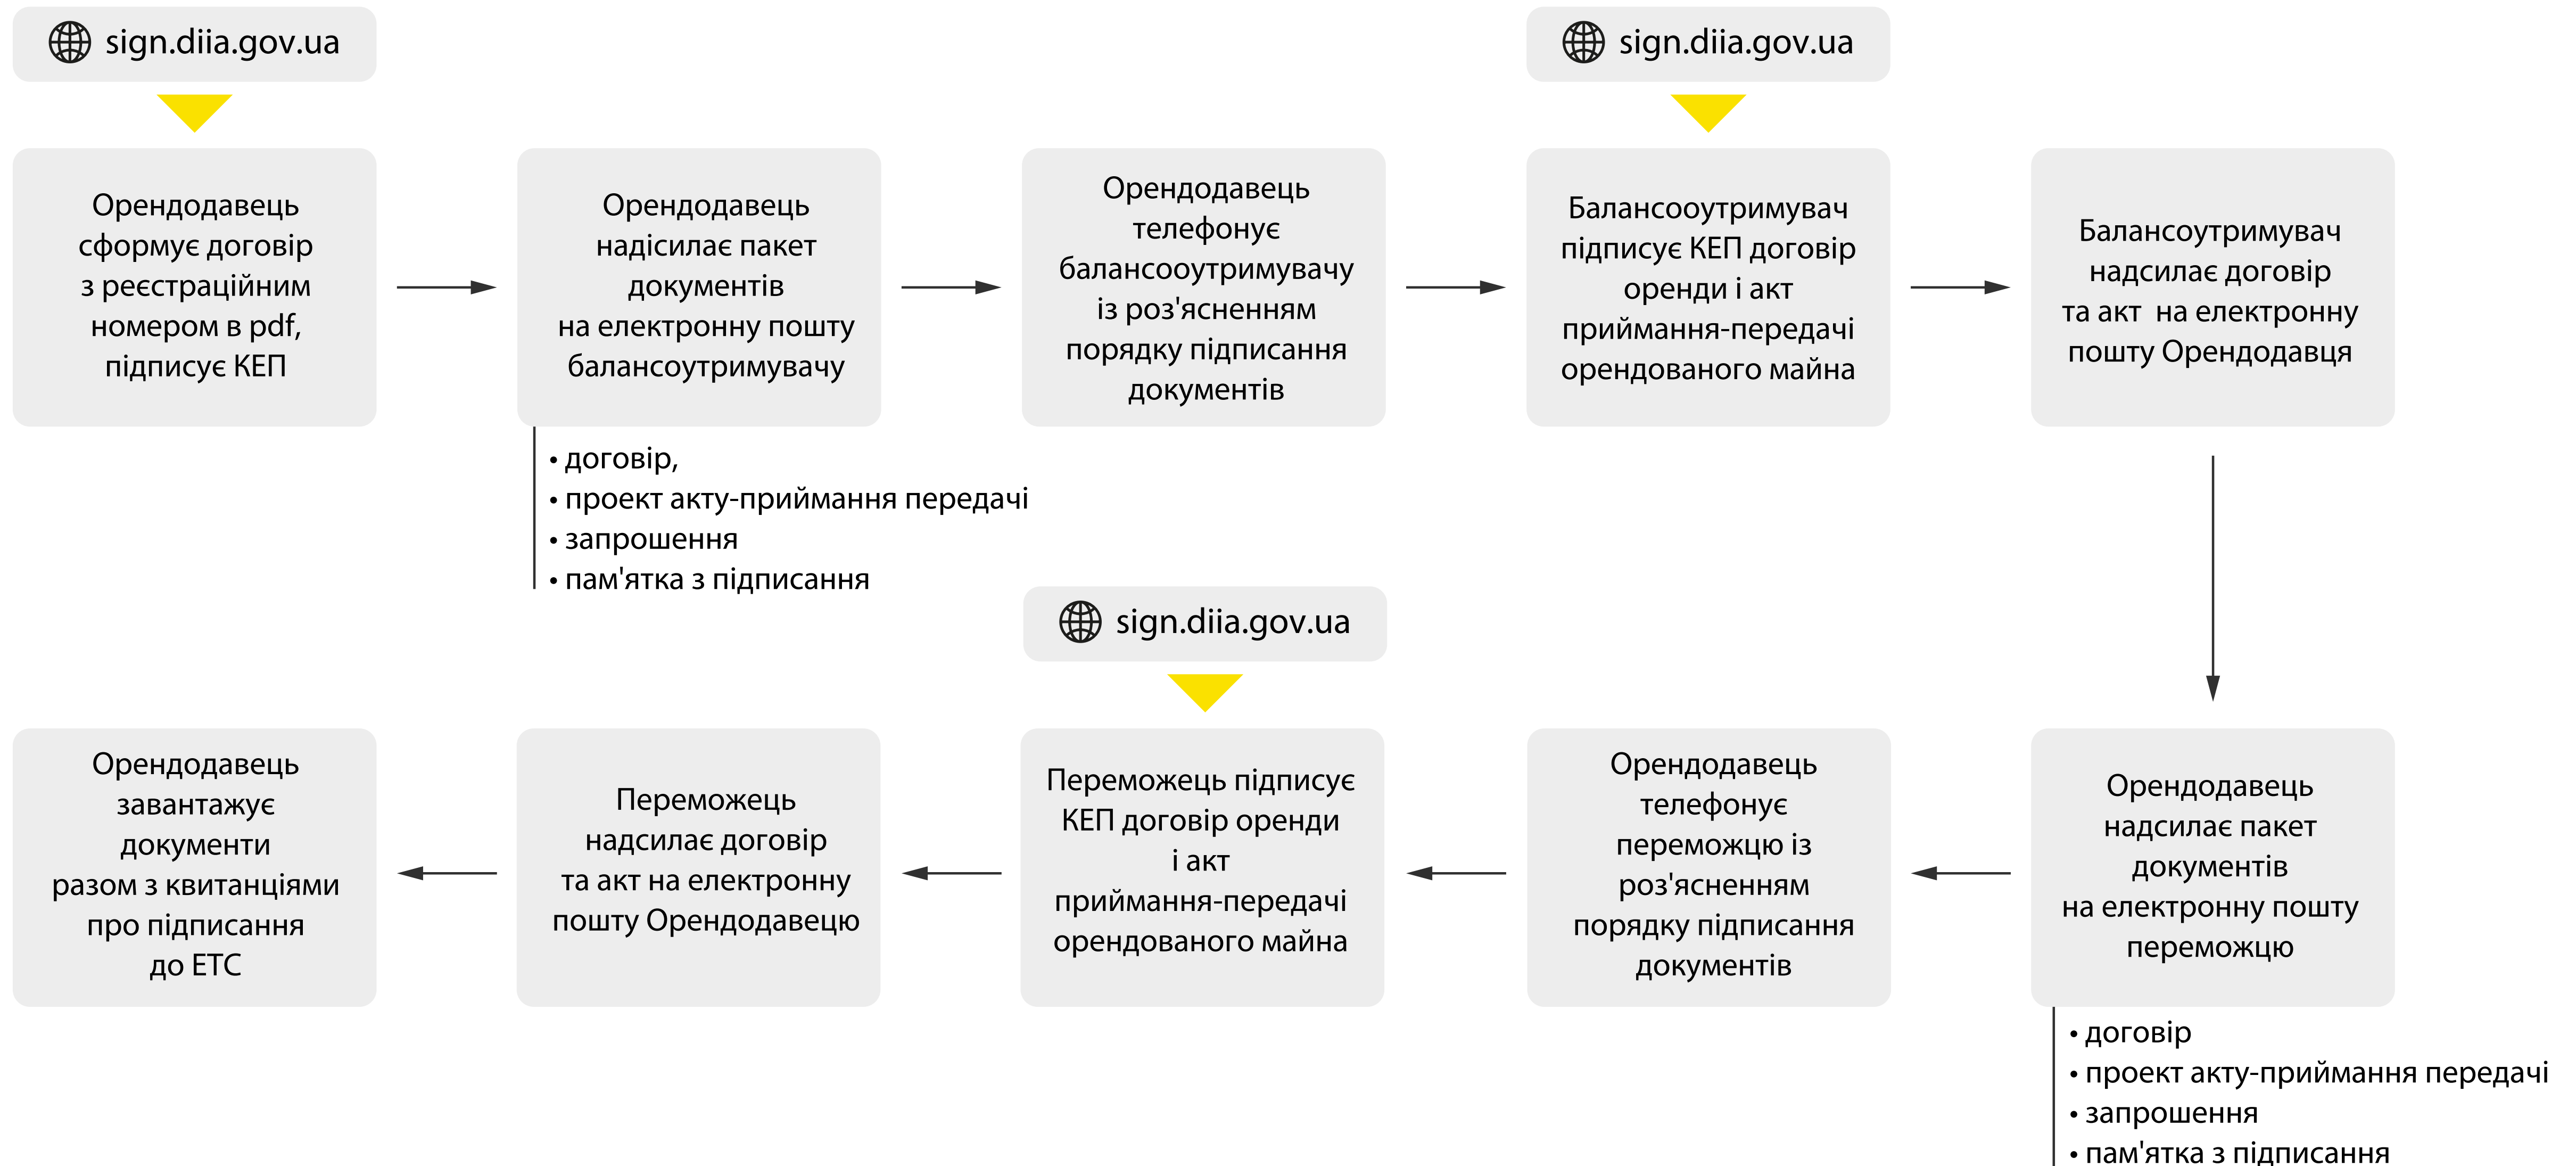 sign.diia.gov.ua
Орендодавець
сформує договір
з реєстраційним
номером в pdf,
підписує КЕП
Орендодавець
надісилає пакет
документів
на електронну пошту
балансоутримувачу
• договір,
• проект акту-приймання передачі
• запрошення
• пам'ятка з підписання
Орендодавець
телефонує
балансооутримувачу
із роз'ясненням
порядку підписання
документів
sign.diia.gov.ua
Балансооутримувач
підписує КЕП договір
оренди і акт
приймання-передачі
орендованого майна
Балансоутримувач
надсилає договір
та акт  на електронну
пошту Орендодавця
Орендодавець
надсилає пакет
документів
на електронну пошту
переможцю
• договір
• проект акту-приймання передачі
• запрошення
• пам'ятка з підписання
Орендодавець
телефонує
переможцю із
роз'ясненням
порядку підписання
документів
sign.diia.gov.ua
Переможець підписує
КЕП договір оренди
і акт
приймання-передачі
орендованого майна
Переможець
надсилає договір
та акт на електронну
пошту Орендодавецю
Орендодавець
завантажує
документи
разом з квитанціями
про підписання
до ЕТС